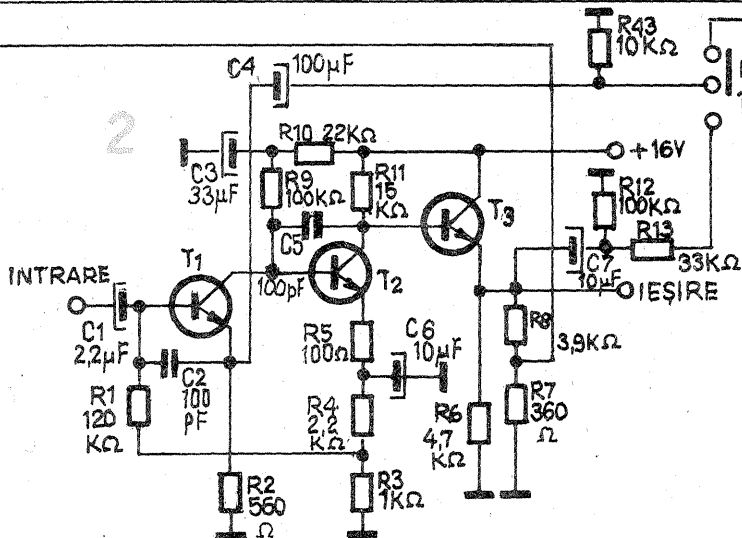 R43
10KΩ
C4
100µF
2
R10 22KΩ
+16V
C3
33µF
R9
100KΩ
R11
15
KΩ
R12
100KΩ
T1
C5
100pF
T2
T3
R13
33KΩ
C7
10µF
INTRARE
IEŞIRE
C1
2,2µF
R5
100Ω
C6
10µF
R8
3,9KΩ
C2
100
pF
R1
120
KΩ
R4
2,2
KΩ
R6
4,7
KΩ
R7
360
Ω
R2
560
Ω
R3
1KΩ